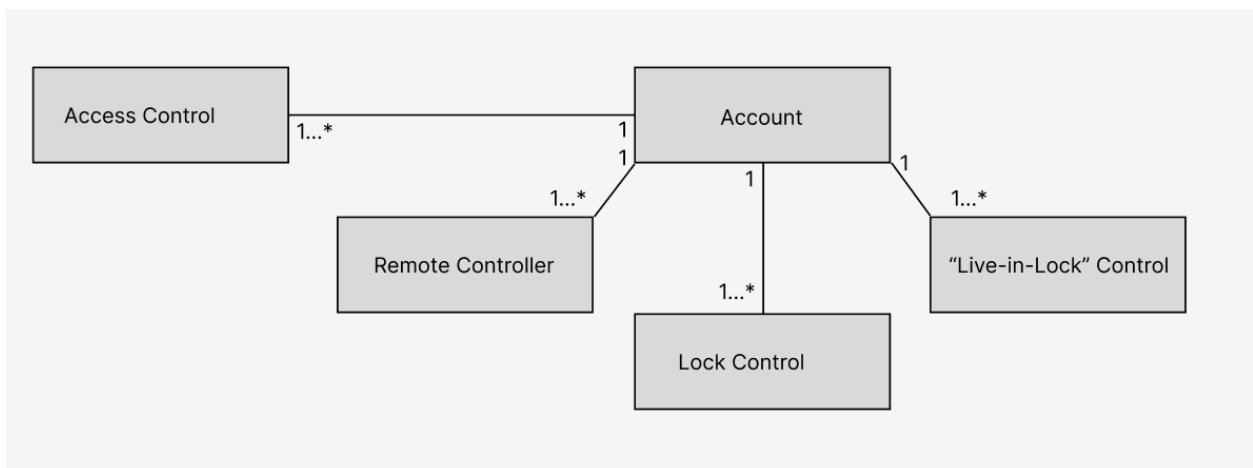 Access Control
Account
1...*
1
1
1
1
1...*
1...*
Remote Controller
“Live-in-Lock” Control
1...*
Lock Control